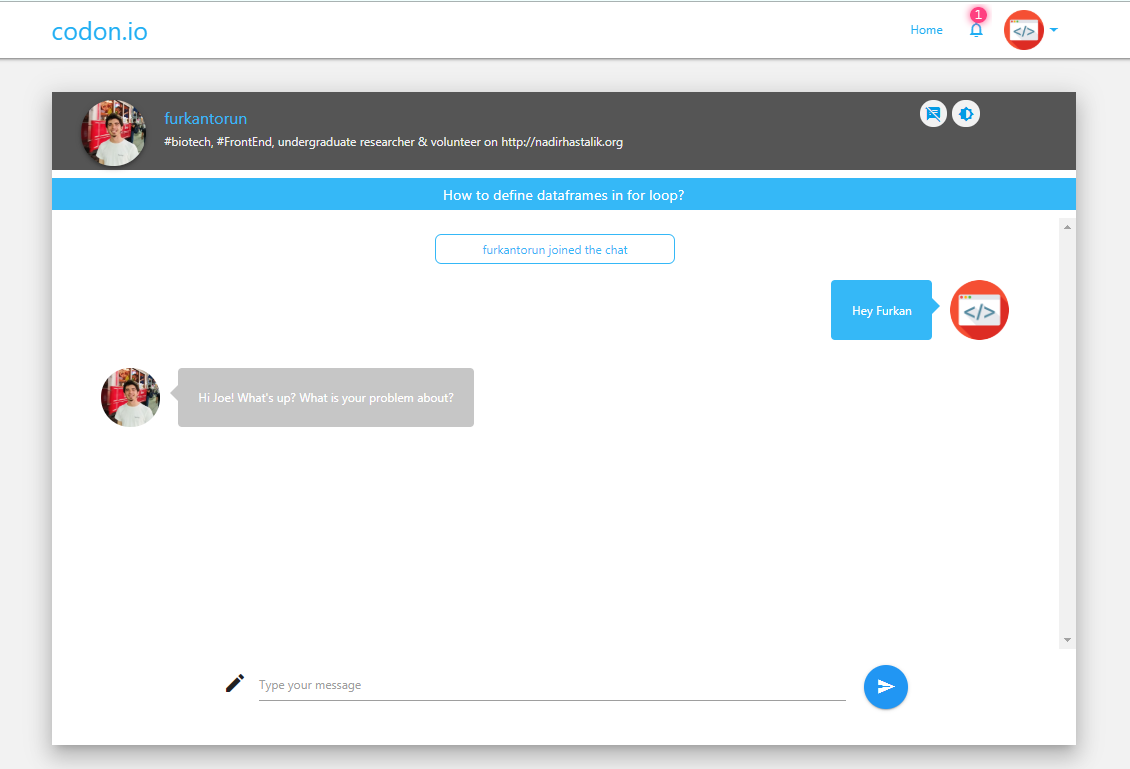 codon.io
Home
1
</>
furkantorun
#biotech, #FrontEnd, undergraduate researcher & volunteer on http://nadirhastalik.org
How to define dataframes in for loop?
furkantorun joined the chat
Hey Furkan
</>
Hi Joe! What's up? What is your problem about?
Type your message